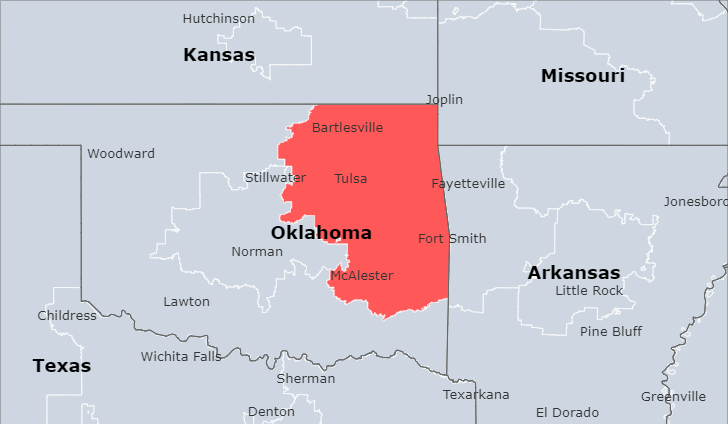 Hutchinson
Kansas
Missouri
Joplin
Bartlesville
Woodward
Stillwater
Tulsa
Fayetteville
Jonesboro
Oklahoma
Fort Smith
Norman
McAlester
Arkansas
Little Rock
Lawton
Childress
Pine Bluff
Wichita Falls
Texas
Sherman
Texarkana
Greenville
Denton
El Dorado